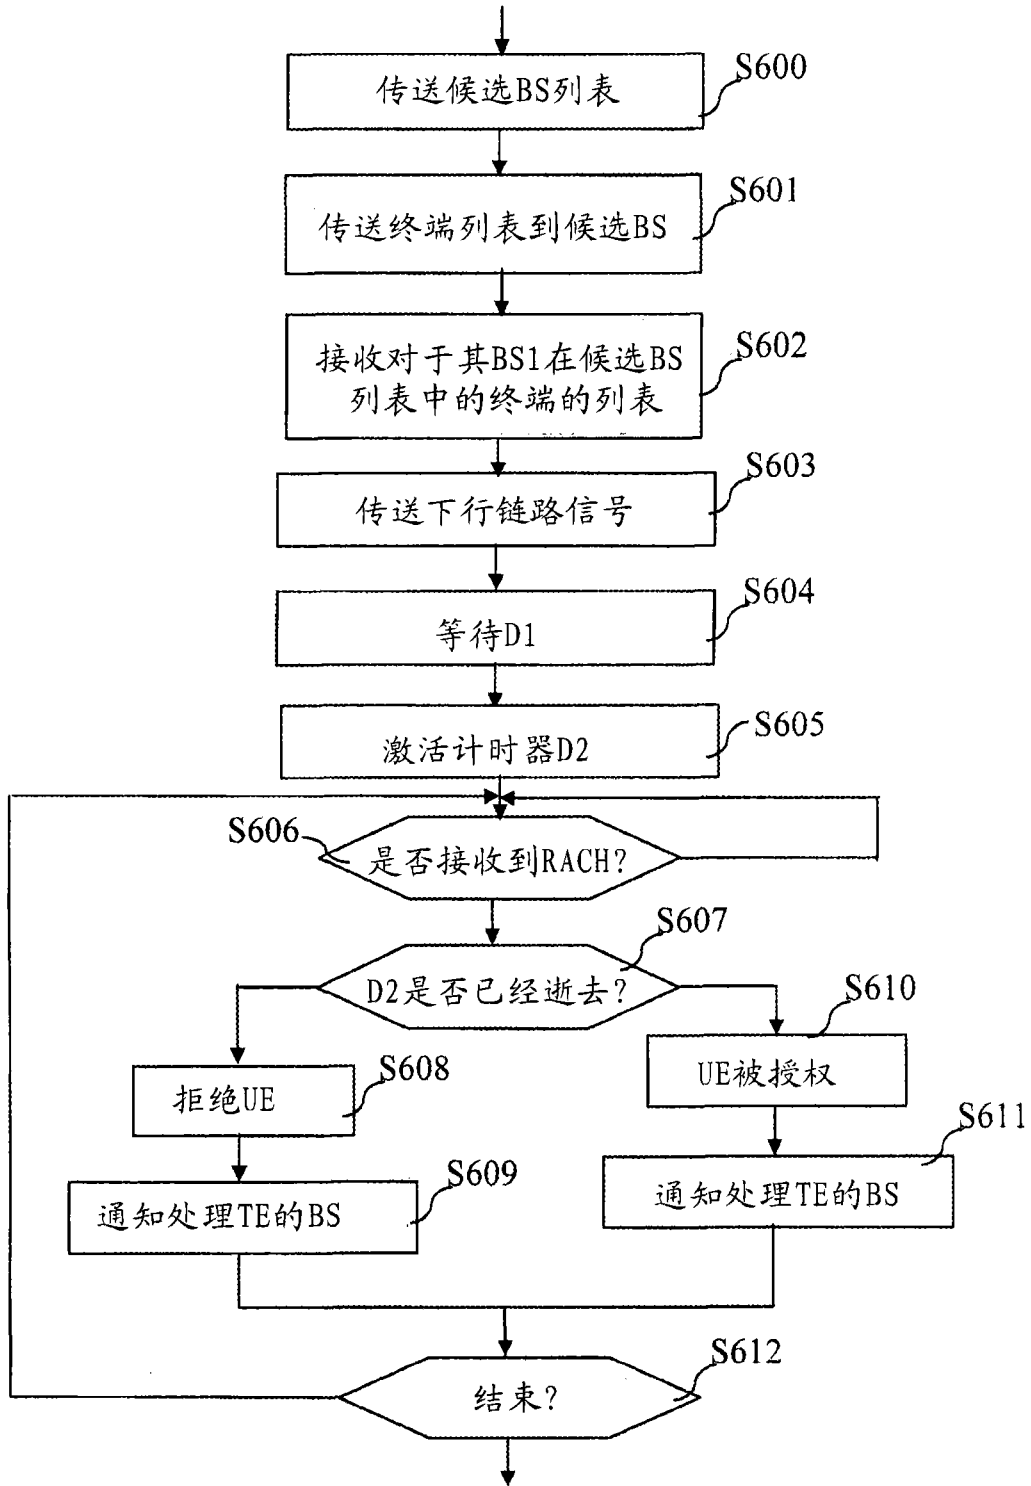 传送候选BS列表
S600
传送终端列表到候选BS
S601
接收对于其BS1在候选BS
列表中的终端的列表
S602
传送下行链路信号
S603
等待D1
S604
激活计时器D2
S605
S606
是否接收到RACH?
S607
D2是否已经逝去?
S610
UE被授权
S608
拒绝UE
S611
通知处理TE的BS
S609
通知处理TE的BS
S612
结束?